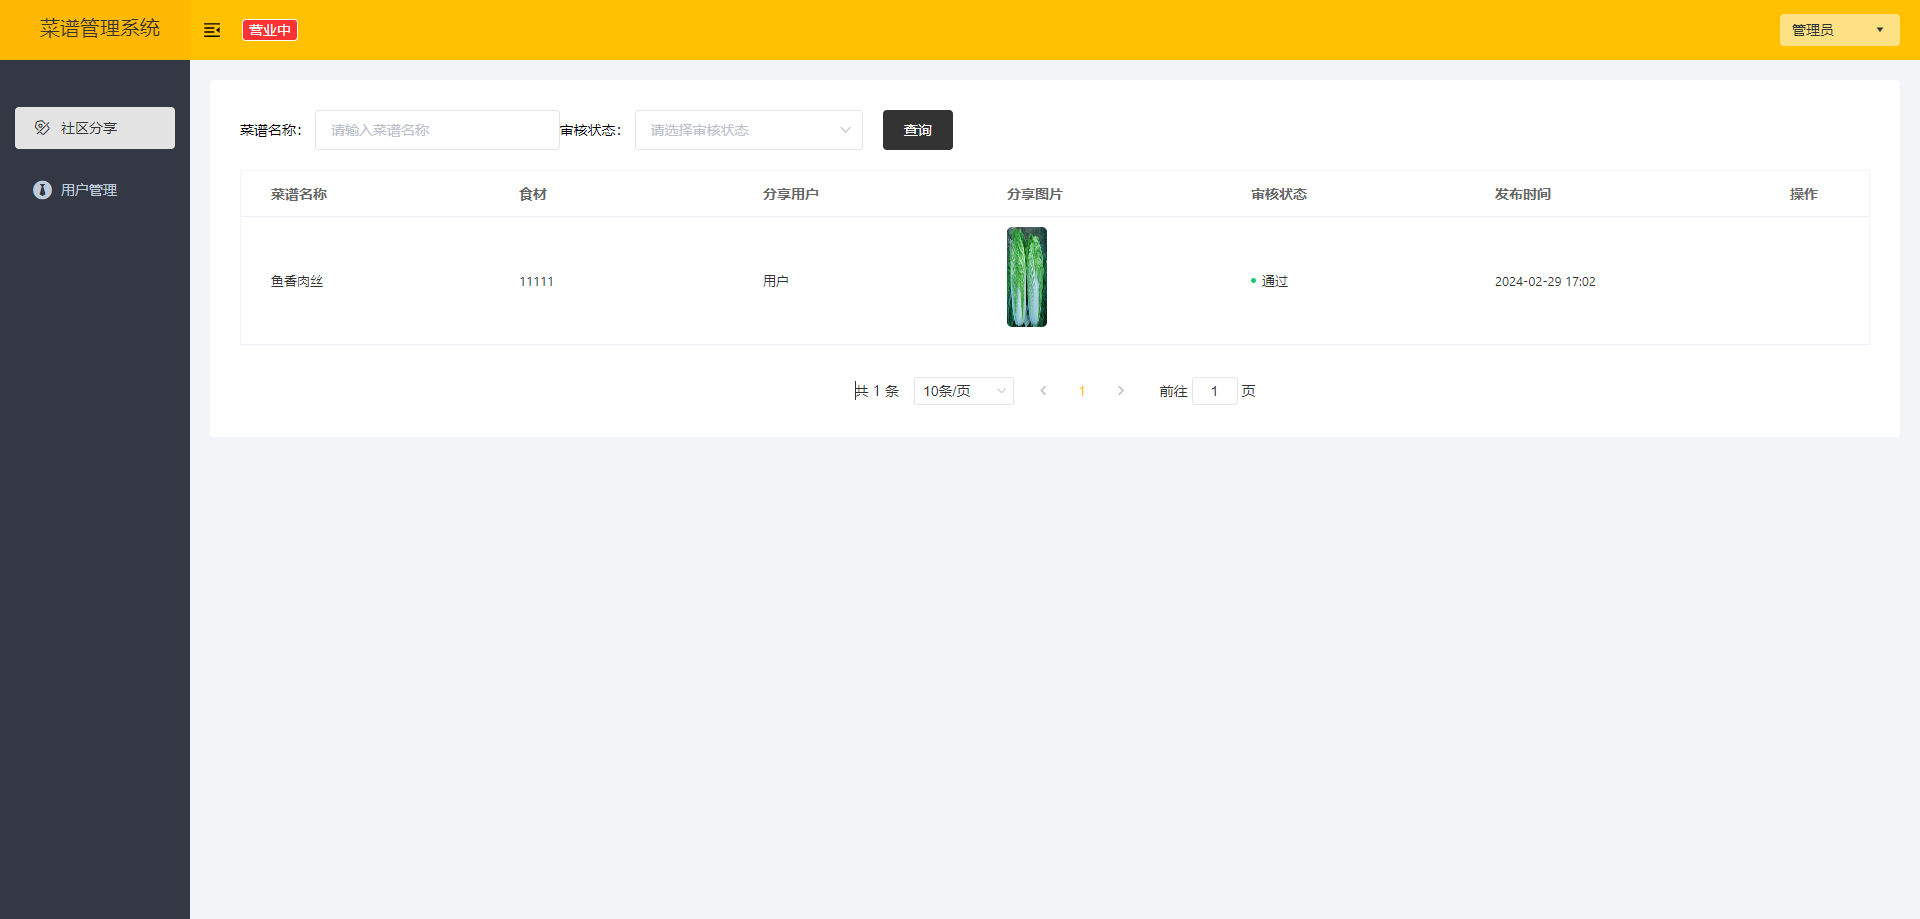 菜谱管理系统
营业中
管理员
社区分享
用户管理
菜谱名称: 请输入菜谱名称 审核状态: 请选择审核状态 查询
菜谱名称 食材 分享用户 分享图片 审核状态 发布时间 操作
鱼香肉丝 11111 用户 通过 2024-02-29 17:02
共 1 条 10条/页 1 前往 1 页